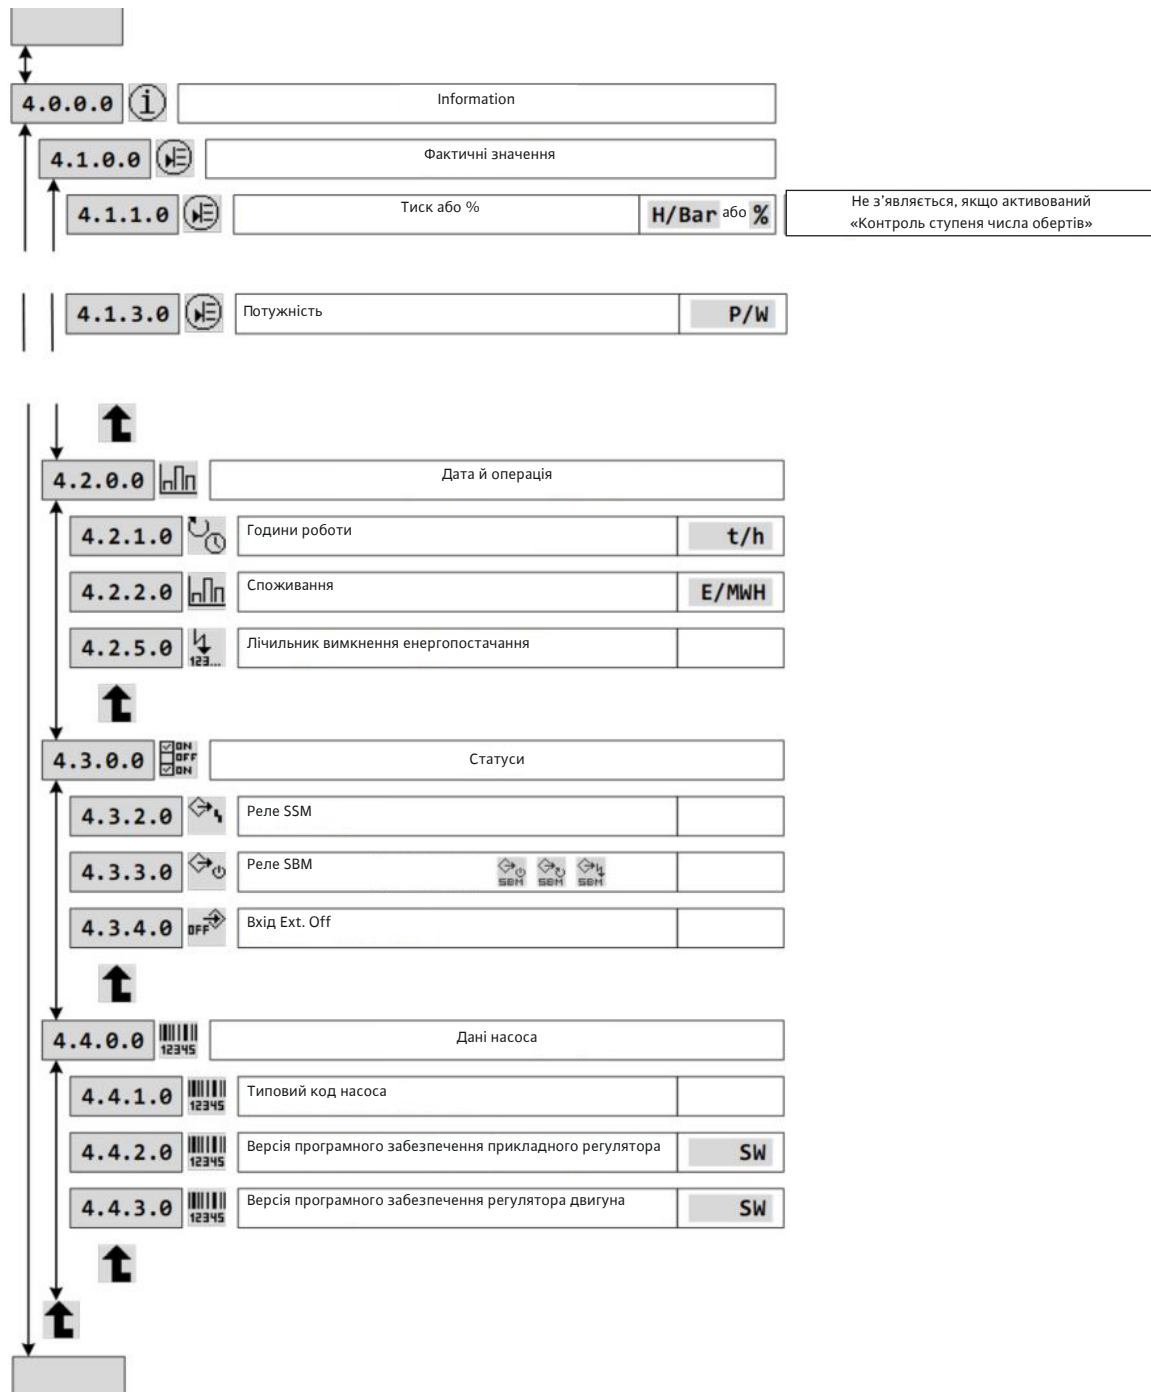 4.0.0.0 Information
4.1.0.0 Фактичні значення
4.1.1.0 Тиск або % H/Bar або % Не з’являється, якщо активований
«Контроль ступеня числа обертів»
4.1.3.0 Потужність P/W
4.2.0.0 Дата й операція
4.2.1.0 Години роботи t/h
4.2.2.0 Споживання E/MWH
4.2.5.0 123... Лічильник вимкнення енергопостачання
4.3.0.0 ON OFF ON Статуси
4.3.2.0 Реле SSM
4.3.3.0 Реле SBM SBM SBM SBM
4.3.4.0 OFF Вхід Ext. Off
4.4.0.0 12345 Дані насоса
4.4.1.0 12345 Типовий код насоса
4.4.2.0 12345 Версія програмного забезпечення прикладного регулятора SW
4.4.3.0 12345 Версія програмного забезпечення регулятора двигуна SW